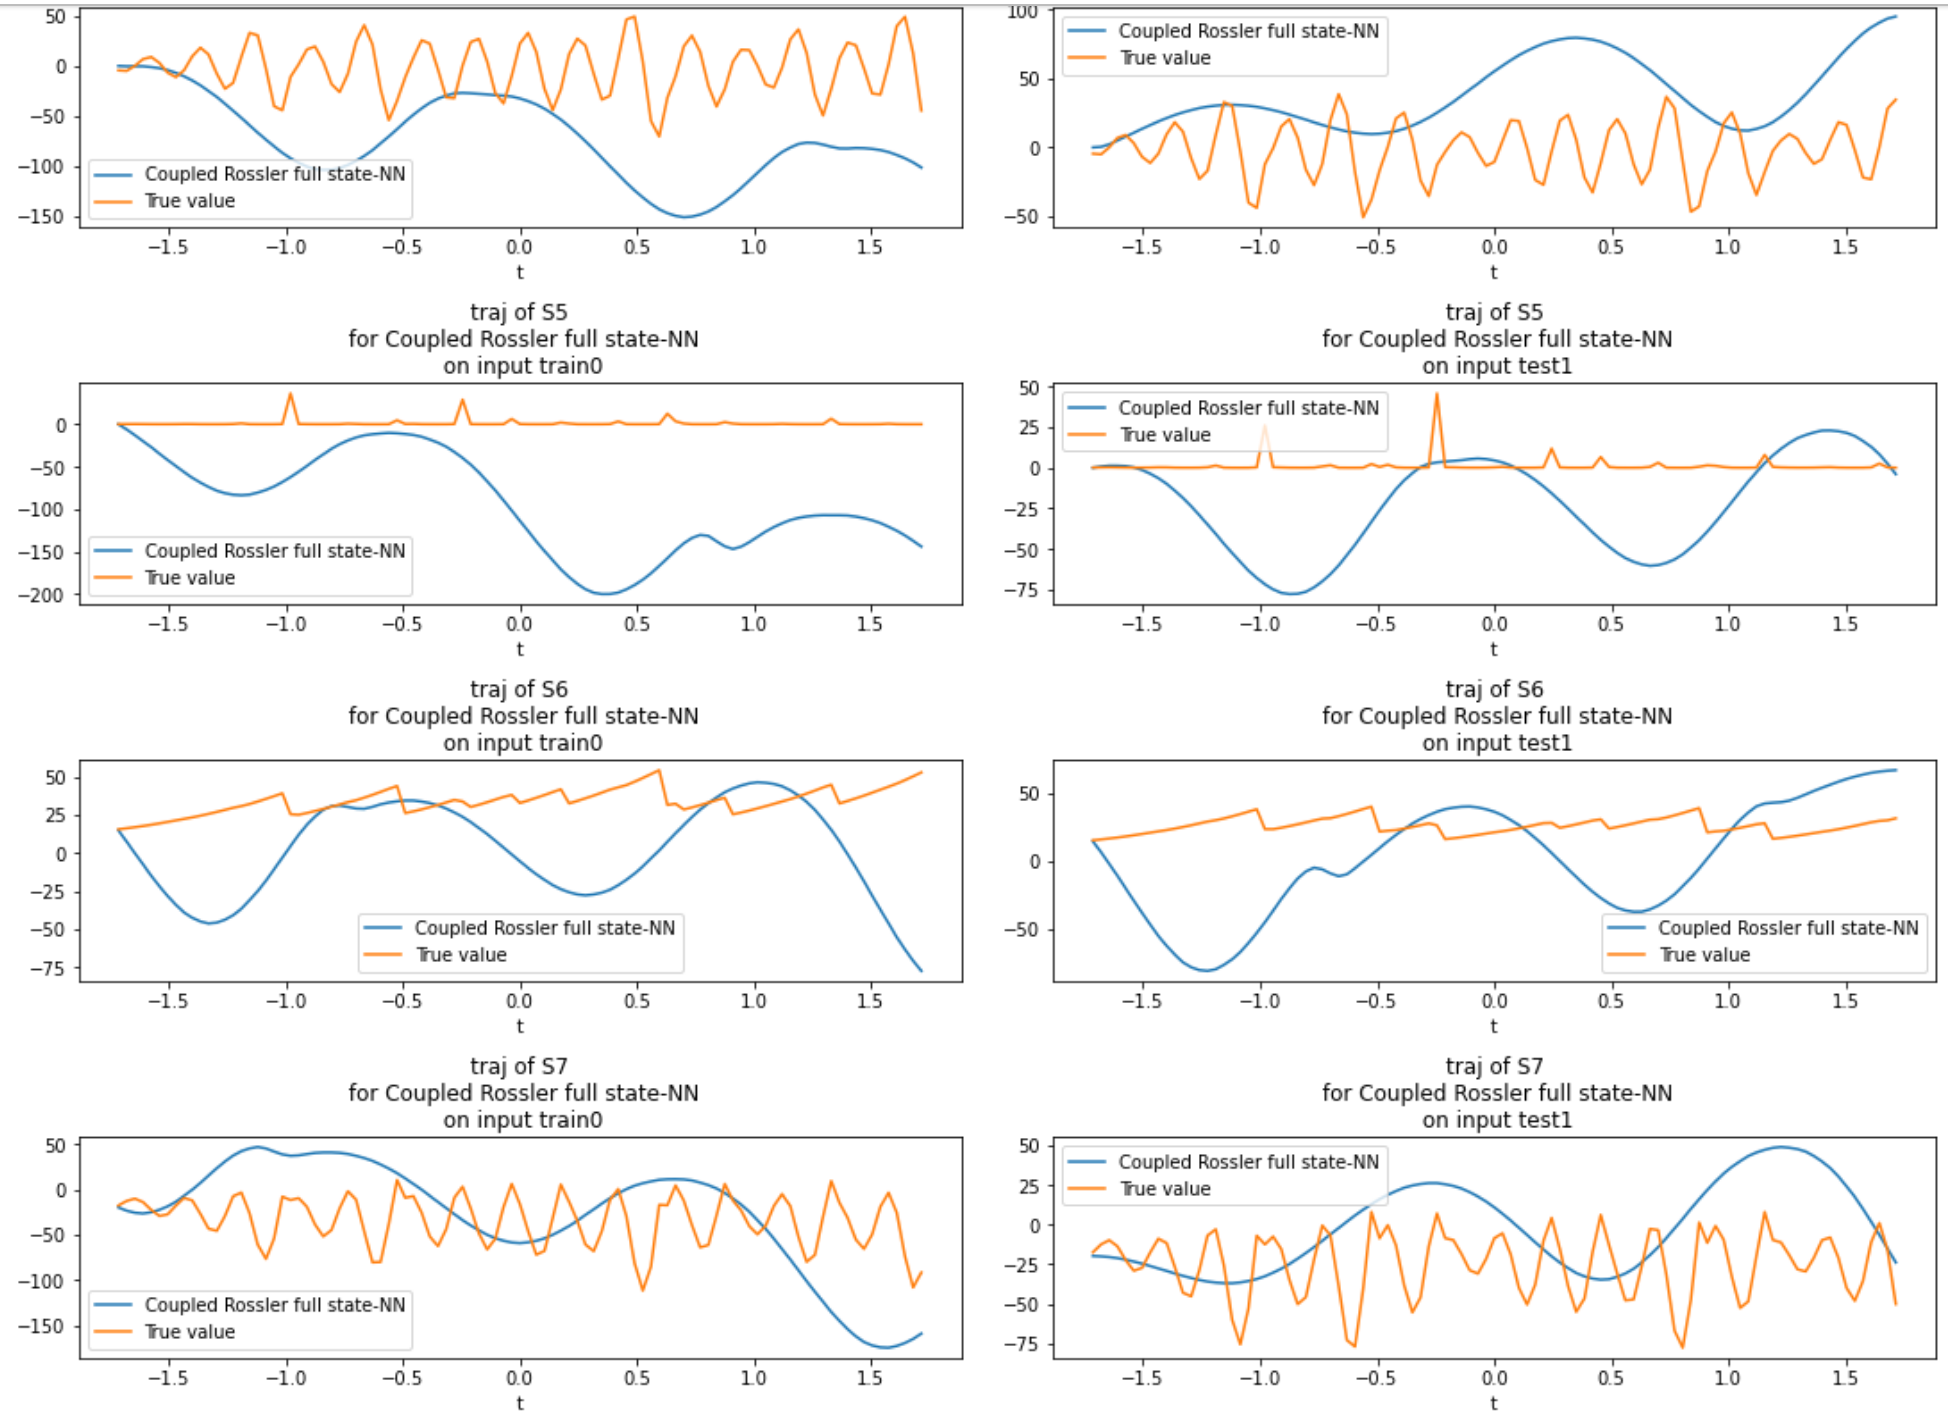 50
0
−50
−100
−150
Coupled Rossler full state-NN
True value
−1.5 −1.0 −0.5 0.0 0.5 1.0 1.5
t
100
50
0
−50
Coupled Rossler full state-NN
True value
−1.5 −1.0 −0.5 0.0 0.5 1.0 1.5
t
traj of S5
for Coupled Rossler full state-NN
on input train0
0
−50
−100
−150
−200
Coupled Rossler full state-NN
True value
−1.5 −1.0 −0.5 0.0 0.5 1.0 1.5
t
traj of S5
for Coupled Rossler full state-NN
on input test1
50
25
0
−25
−50
−75
Coupled Rossler full state-NN
True value
−1.5 −1.0 −0.5 0.0 0.5 1.0 1.5
t
traj of S6
for Coupled Rossler full state-NN
on input train0
50
25
0
−25
−50
−75
Coupled Rossler full state-NN
True value
−1.5 −1.0 −0.5 0.0 0.5 1.0 1.5
t
traj of S6
for Coupled Rossler full state-NN
on input test1
50
0
−50
Coupled Rossler full state-NN
True value
−1.5 −1.0 −0.5 0.0 0.5 1.0 1.5
t
traj of S7
for Coupled Rossler full state-NN
on input train0
50
0
−50
−100
−150
Coupled Rossler full state-NN
True value
−1.5 −1.0 −0.5 0.0 0.5 1.0 1.5
t
traj of S7
for Coupled Rossler full state-NN
on input test1
50
25
0
−25
−50
−75
Coupled Rossler full state-NN
True value
−1.5 −1.0 −0.5 0.0 0.5 1.0 1.5
t